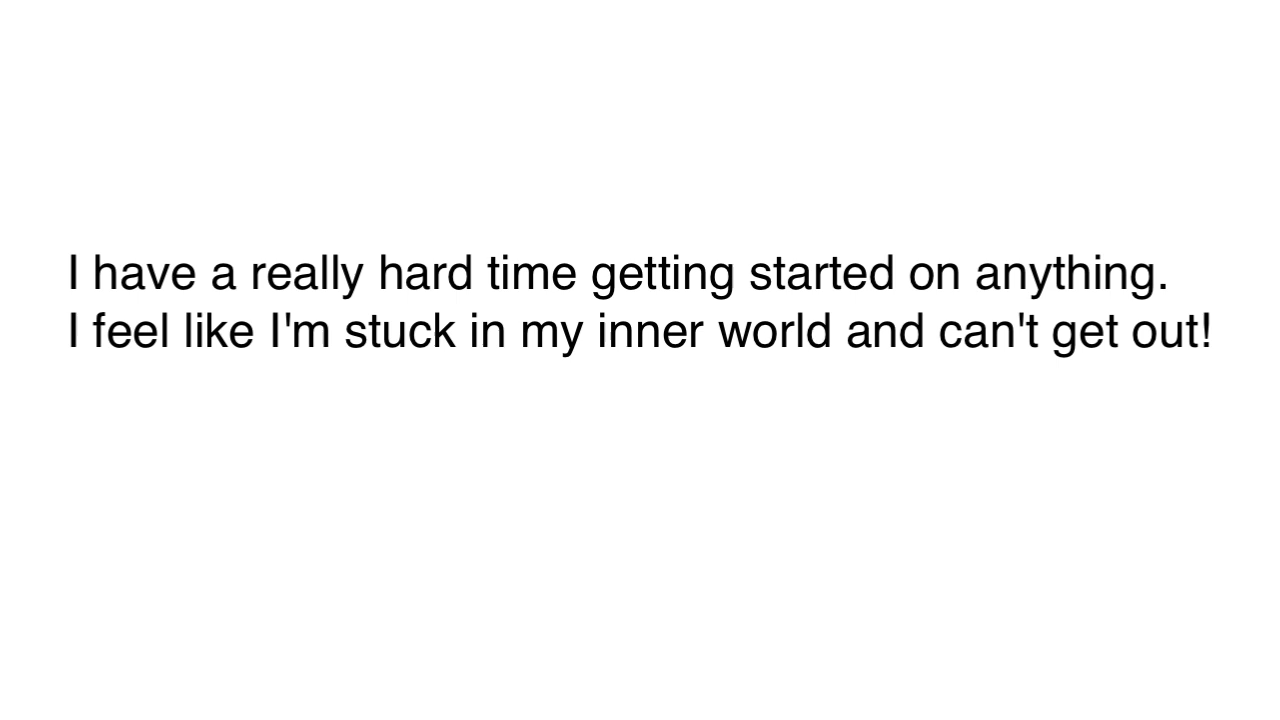 I have a really hard time getting started on anything.
I feel like I'm stuck in my inner world and can't get out!